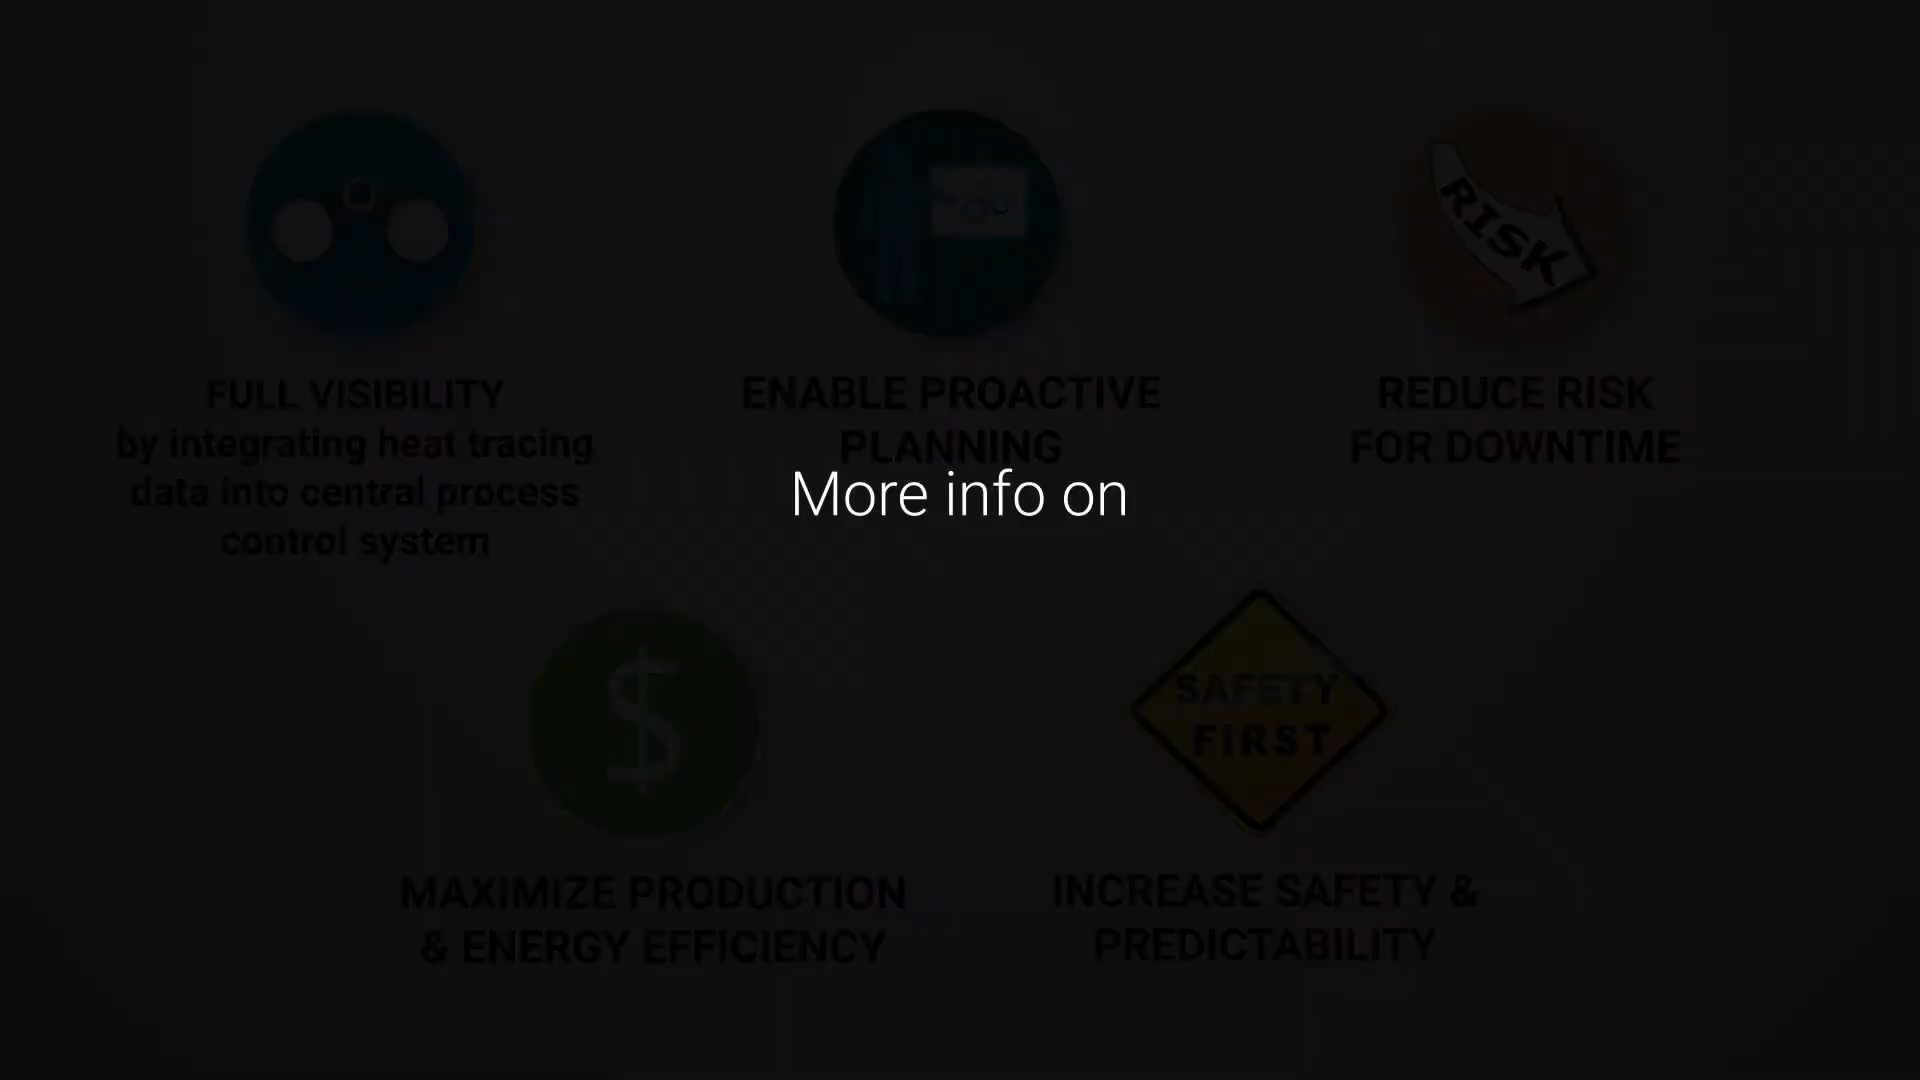 RISK
FULL VISIBILITY
by integrating heat tracing
data into central process
control system
ENABLE PROACTIVE
PLANNING
REDUCE RISK
FOR DOWNTIME
More info on
$
SAFETY
FIRST
MAXIMIZE PRODUCTION
& ENERGY EFFICIENCY
INCREASE SAFETY &
PREDICTABILITY